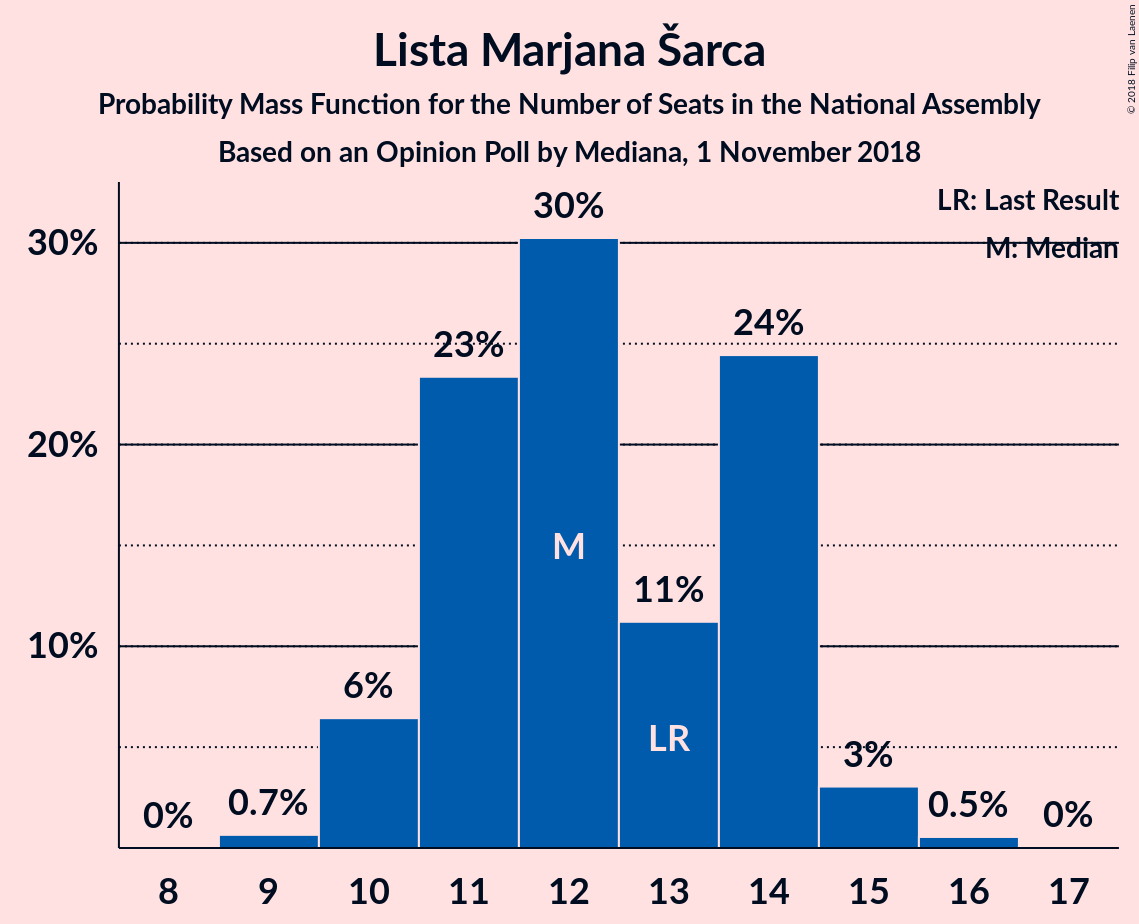 Lista Marjana Šarca
Probability Mass Function for the Number of Seats in the National Assembly
Based on an Opinion Poll by Mediana, 1 November 2018
© 2018 Filip van Laenen
LR: Last Result
M: Median
30%
20%
10%
0%
0.7%
6%
23%
30%
11%
24%
3%
0.5%
0%
M
LR
8 9 10 11 12 13 14 15 16 17